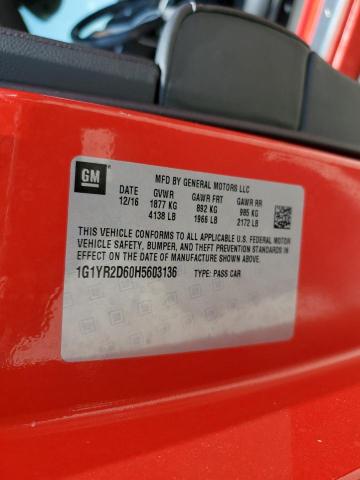 GM
MFD BY GENERAL MOTORS LLC
DATE GVWR GAWR FRT GAWR RR
12/16 1877 KG 892 KG 985 KG
4138 LB 1966 LB 2172 LB
THIS VEHICLE CONFORMS TO ALL APPLICABLE U.S. FEDERAL MOTOR
VEHICLE SAFETY, BUMPER, AND THEFT PREVENTION STANDARDS IN
EFFECT ON THE DATE OF MANUFACTURE SHOWN ABOVE.
1G1YR2D60H5603136 TYPE: PASS CAR